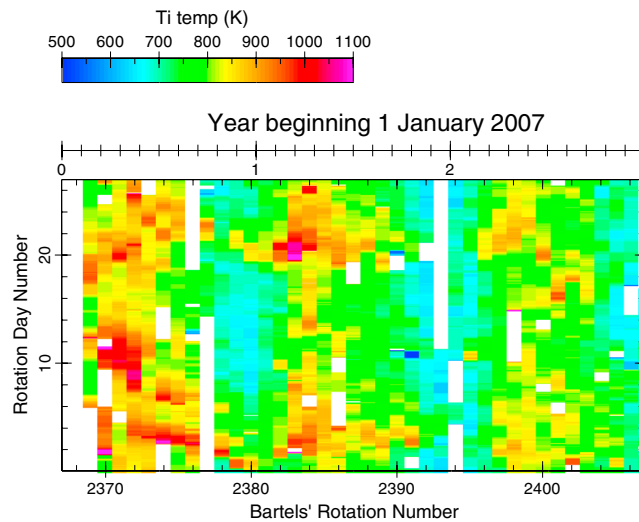 Ti temp (K)
500 600 700 800 900 1000 1100
Year beginning 1 January 2007
0 1 2
20
10
Rotation Day Number
2370 2380 2390 2400
Bartels' Rotation Number